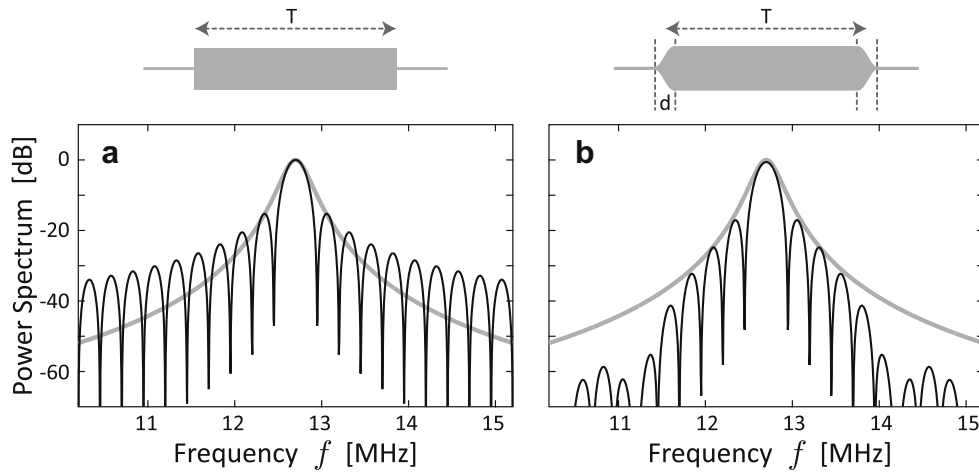 T
T
d
a
b
Power Spectrum [dB]
0
-20
-40
-60
11 12 13 14 15
11 12 13 14 15
Frequency f [MHz]
Frequency f [MHz]